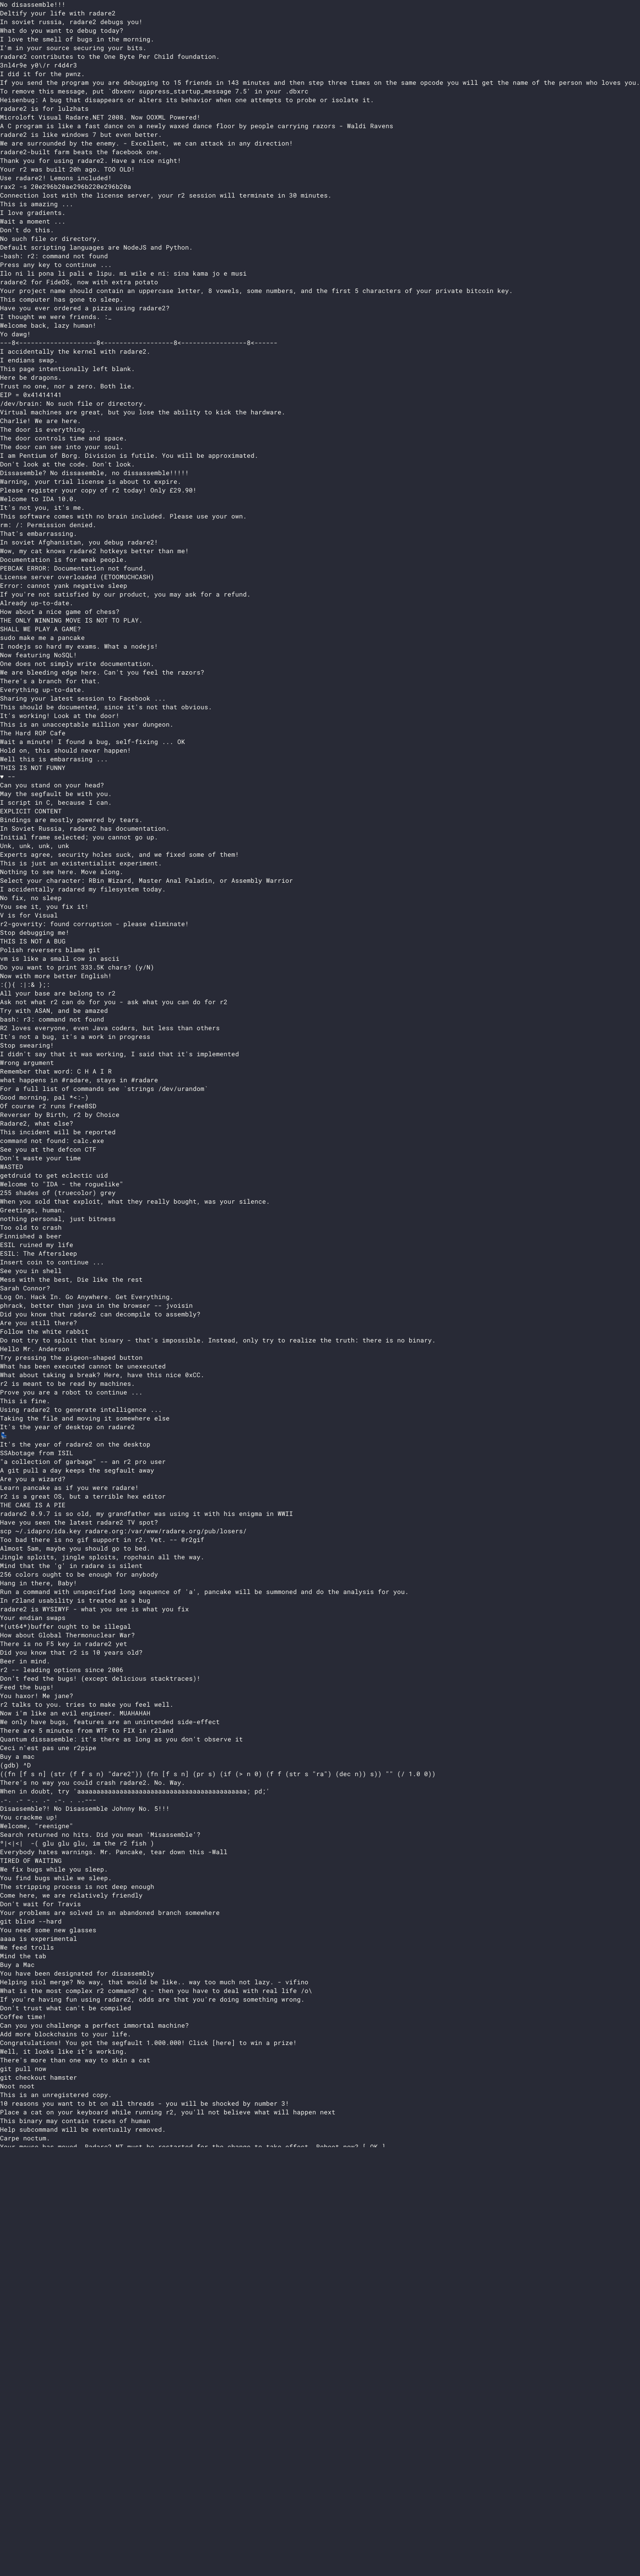 No disassemble!!!
Deltify your life with radare2
In soviet russia, radare2 debugs you!
What do you want to debug today?
I love the smell of bugs in the morning.
I'm in your source securing your bits.
radare2 contributes to the One Byte Per Child foundation.
3nl4r9e y0\/r r4d4r3
I did it for the pwnz.
If you send the program you are debugging to 15 friends in 143 minutes and then step three times on the same opcode you will get the name of the person who loves you.
To remove this message, put `dbxenv suppress_startup_message 7.5' in your .dbxrc
Heisenbug: A bug that disappears or alters its behavior when one attempts to probe or isolate it.
radare2 is for lulzhats
Microloft Visual Radare.NET 2008. Now OOXML Powered!
A C program is like a fast dance on a newly waxed dance floor by people carrying razors - Waldi Ravens
radare2 is like windows 7 but even better.
We are surrounded by the enemy. - Excellent, we can attack in any direction!
radare2-built farm beats the facebook one.
Thank you for using radare2. Have a nice night!
Your r2 was built 20h ago. TOO OLD!
Use radare2! Lemons included!
rax2 -s 20e296b20ae296b220e296b20a
Connection lost with the license server, your r2 session will terminate in 30 minutes.
This is amazing ...
I love gradients.
Wait a moment ...
Don't do this.
No such file or directory.
Default scripting languages are NodeJS and Python.
-bash: r2: command not found
Press any key to continue ...
Ilo ni li pona li pali e lipu. mi wile e ni: sina kama jo e musi
radare2 for FideOS, now with extra potato
Your project name should contain an uppercase letter, 8 vowels, some numbers, and the first 5 characters of your private bitcoin key.
This computer has gone to sleep.
Have you ever ordered a pizza using radare2?
I thought we were friends. :_
Welcome back, lazy human!
Yo dawg!
---8<--------------------8<------------------8<-----------------8<------
I accidentally the kernel with radare2.
I endians swap.
This page intentionally left blank.
Here be dragons.
Trust no one, nor a zero. Both lie.
EIP = 0x41414141
/dev/brain: No such file or directory.
Virtual machines are great, but you lose the ability to kick the hardware.
Charlie! We are here.
The door is everything ...
The door controls time and space.
The door can see into your soul.
I am Pentium of Borg. Division is futile. You will be approximated.
Don't look at the code. Don't look.
Dissasemble? No dissasemble, no dissassemble!!!!!
Warning, your trial license is about to expire.
Please register your copy of r2 today! Only £29.90!
Welcome to IDA 10.0.
It's not you, it's me.
This software comes with no brain included. Please use your own.
rm: /: Permission denied.
That's embarrassing.
In soviet Afghanistan, you debug radare2!
Wow, my cat knows radare2 hotkeys better than me!
Documentation is for weak people.
PEBCAK ERROR: Documentation not found.
License server overloaded (ETOOMUCHCASH)
Error: cannot yank negative sleep
If you're not satisfied by our product, you may ask for a refund.
Already up-to-date.
How about a nice game of chess?
THE ONLY WINNING MOVE IS NOT TO PLAY.
SHALL WE PLAY A GAME?
sudo make me a pancake
I nodejs so hard my exams. What a nodejs!
Now featuring NoSQL!
One does not simply write documentation.
We are bleeding edge here. Can't you feel the razors?
There's a branch for that.
Everything up-to-date.
Sharing your latest session to Facebook ...
This should be documented, since it's not that obvious.
It's working! Look at the door!
This is an unacceptable million year dungeon.
The Hard ROP Cafe
Wait a minute! I found a bug, self-fixing ... OK
Hold on, this should never happen!
Well this is embarrasing ...
THIS IS NOT FUNNY
♥ --
Can you stand on your head?
May the segfault be with you.
I script in C, because I can.
EXPLICIT CONTENT
Bindings are mostly powered by tears.
In Soviet Russia, radare2 has documentation.
Initial frame selected; you cannot go up.
Unk, unk, unk, unk
Experts agree, security holes suck, and we fixed some of them!
This is just an existentialist experiment.
Nothing to see here. Move along.
Select your character: RBin Wizard, Master Anal Paladin, or Assembly Warrior
I accidentally radared my filesystem today.
No fix, no sleep
You see it, you fix it!
V is for Visual
r2-goverity: found corruption - please eliminate!
Stop debugging me!
THIS IS NOT A BUG
Polish reversers blame git
vm is like a small cow in ascii
Do you want to print 333.5K chars? (y/N)
Now with more better English!
:(){ :|:& };:
All your base are belong to r2
Ask not what r2 can do for you - ask what you can do for r2
Try with ASAN, and be amazed
bash: r3: command not found
R2 loves everyone, even Java coders, but less than others
It's not a bug, it's a work in progress
Stop swearing!
I didn't say that it was working, I said that it's implemented
Wrong argument
Remember that word: C H A I R
what happens in #radare, stays in #radare
For a full list of commands see `strings /dev/urandom`
Good morning, pal *<:-)
Of course r2 runs FreeBSD
Reverser by Birth, r2 by Choice
Radare2, what else?
This incident will be reported
command not found: calc.exe
See you at the defcon CTF
Don't waste your time
WASTED
getdruid to get eclectic uid
Welcome to "IDA - the roguelike"
255 shades of (truecolor) grey
When you sold that exploit, what they really bought, was your silence.
Greetings, human.
nothing personal, just bitness
Too old to crash
Finnished a beer
ESIL ruined my life
ESIL: The Aftersleep
Insert coin to continue ...
See you in shell
Mess with the best, Die like the rest
Sarah Connor?
Log On. Hack In. Go Anywhere. Get Everything.
phrack, better than java in the browser -- jvoisin
Did you know that radare2 can decompile to assembly?
Are you still there?
Follow the white rabbit
Do not try to sploit that binary - that's impossible. Instead, only try to realize the truth: there is no binary.
Hello Mr. Anderson
Try pressing the pigeon-shaped button
What has been executed cannot be unexecuted
What about taking a break? Here, have this nice 0xCC.
r2 is meant to be read by machines.
Prove you are a robot to continue ...
This is fine.
Using radare2 to generate intelligence ...
Taking the file and moving it somewhere else
It's the year of desktop on radare2
It's the year of radare2 on the desktop
SSAbotage from ISIL
"a collection of garbage" -- an r2 pro user
A git pull a day keeps the segfault away
Are you a wizard?
Learn pancake as if you were radare!
r2 is a great OS, but a terrible hex editor
THE CAKE IS A PIE
radare2 0.9.7 is so old, my grandfather was using it with his enigma in WWII
Have you seen the latest radare2 TV spot?
scp ~/.idapro/ida.key radare.org:/var/www/radare.org/pub/losers/
Too bad there is no gif support in r2. Yet. -- @r2gif
Almost 5am, maybe you should go to bed.
Jingle sploits, jingle sploits, ropchain all the way.
Mind that the 'g' in radare is silent
256 colors ought to be enough for anybody
Hang in there, Baby!
Run a command with unspecified long sequence of 'a', pancake will be summoned and do the analysis for you.
In r2land usability is treated as a bug
radare2 is WYSIWYF - what you see is what you fix
Your endian swaps
*(ut64*)buffer ought to be illegal
How about Global Thermonuclear War?
There is no F5 key in radare2 yet
Did you know that r2 is 10 years old?
Beer in mind.
r2 -- leading options since 2006
Don't feed the bugs! (except delicious stacktraces)!
Feed the bugs!
You haxor! Me jane?
r2 talks to you. tries to make you feel well.
Now i'm like an evil engineer. MUAHAHAH
We only have bugs, features are an unintended side-effect
There are 5 minutes from WTF to FIX in r2land
Quantum dissasemble: it's there as long as you don't observe it
Ceci n'est pas une r2pipe
Buy a mac
(gdb) ^D
((fn [f s n] (str (f f s n) "dare2")) (fn [f s n] (pr s) (if (> n 0) (f f (str s "ra") (dec n)) s)) "" (/ 1.0 0))
There's no way you could crash radare2. No. Way.
When in doubt, try 'aaaaaaaaaaaaaaaaaaaaaaaaaaaaaaaaaaaaaaaaaaaaa; pd;'
.-. .- -.. .- .-. . ..---
Disassemble?! No Disassemble Johnny No. 5!!!
You crackme up!
Welcome, "reenigne"
Search returned no hits. Did you mean 'Misassemble'?
*|<|<|  -( glu glu glu, im the r2 fish )
Everybody hates warnings. Mr. Pancake, tear down this -Wall
TIRED OF WAITING
We fix bugs while you sleep.
You find bugs while we sleep.
The stripping process is not deep enough
Come here, we are relatively friendly
Don't wait for Travis
Your problems are solved in an abandoned branch somewhere
git blind --hard
You need some new glasses
aaaa is experimental
We feed trolls
Mind the tab
Buy a Mac
You have been designated for disassembly
Helping siol merge? No way, that would be like.. way too much not lazy. - vifino
What is the most complex r2 command? q - then you have to deal with real life /o\
If you're having fun using radare2, odds are that you're doing something wrong.
Don't trust what can't be compiled
Coffee time!
Can you you challenge a perfect immortal machine?
Add more blockchains to your life.
Congratulations! You got the segfault 1.000.000! Click [here] to win a prize!
Well, it looks like it's working.
There's more than one way to skin a cat
git pull now
git checkout hamster
Noot noot
This is an unregistered copy.
10 reasons you want to bt on all threads - you will be shocked by number 3!
Place a cat on your keyboard while running r2, you'll not believe what will happen next
This binary may contain traces of human
Help subcommand will be eventually removed.
Carpe noctum.
Your mouse has moved. Radare2 NT must be restarted for the change to take effect. Reboot now? [ OK ]